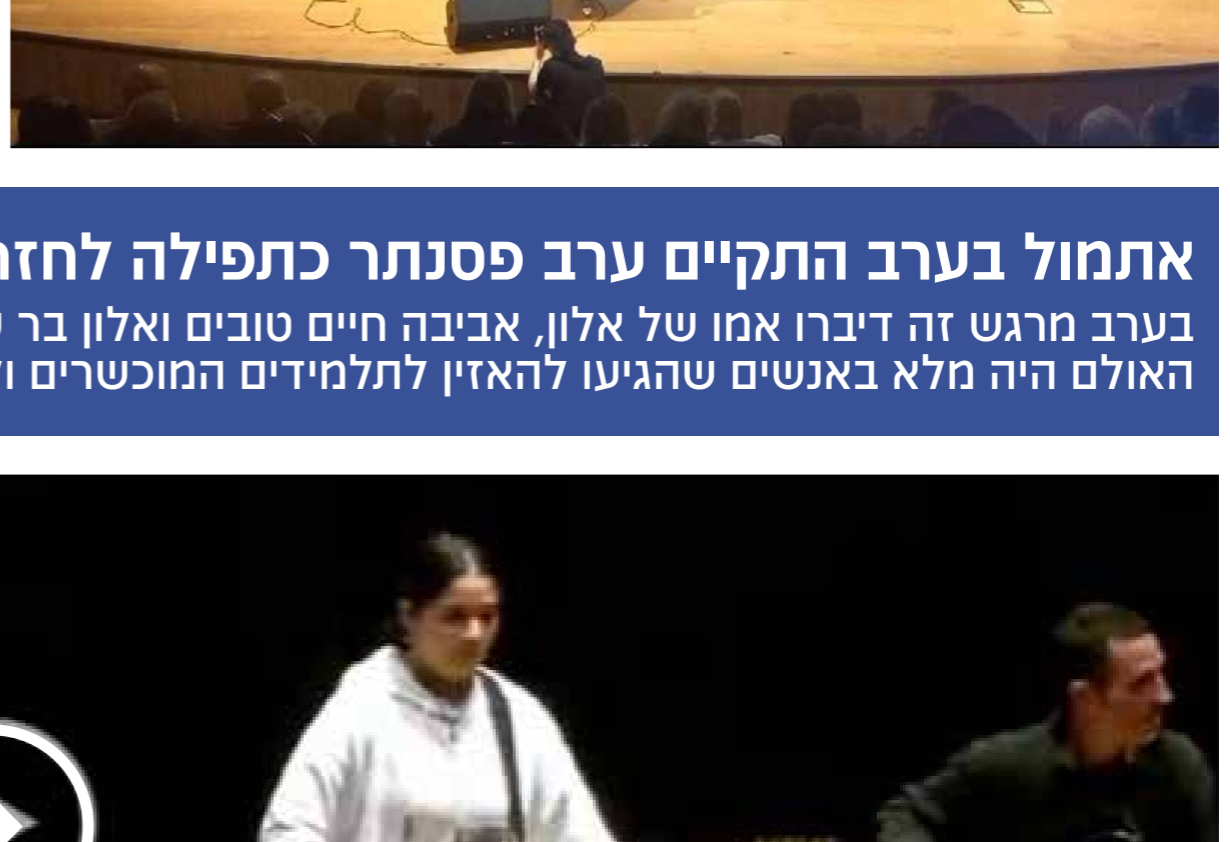 אתמול בערב התקיים ערב פסנתר כתפילה
בערב מרגש זה דיברו אמו של אלון, אביבה חיים טובים ואלון בר
האולם היה מלא באנשים שהגיעו להאזין לתלמידים המוכשרים